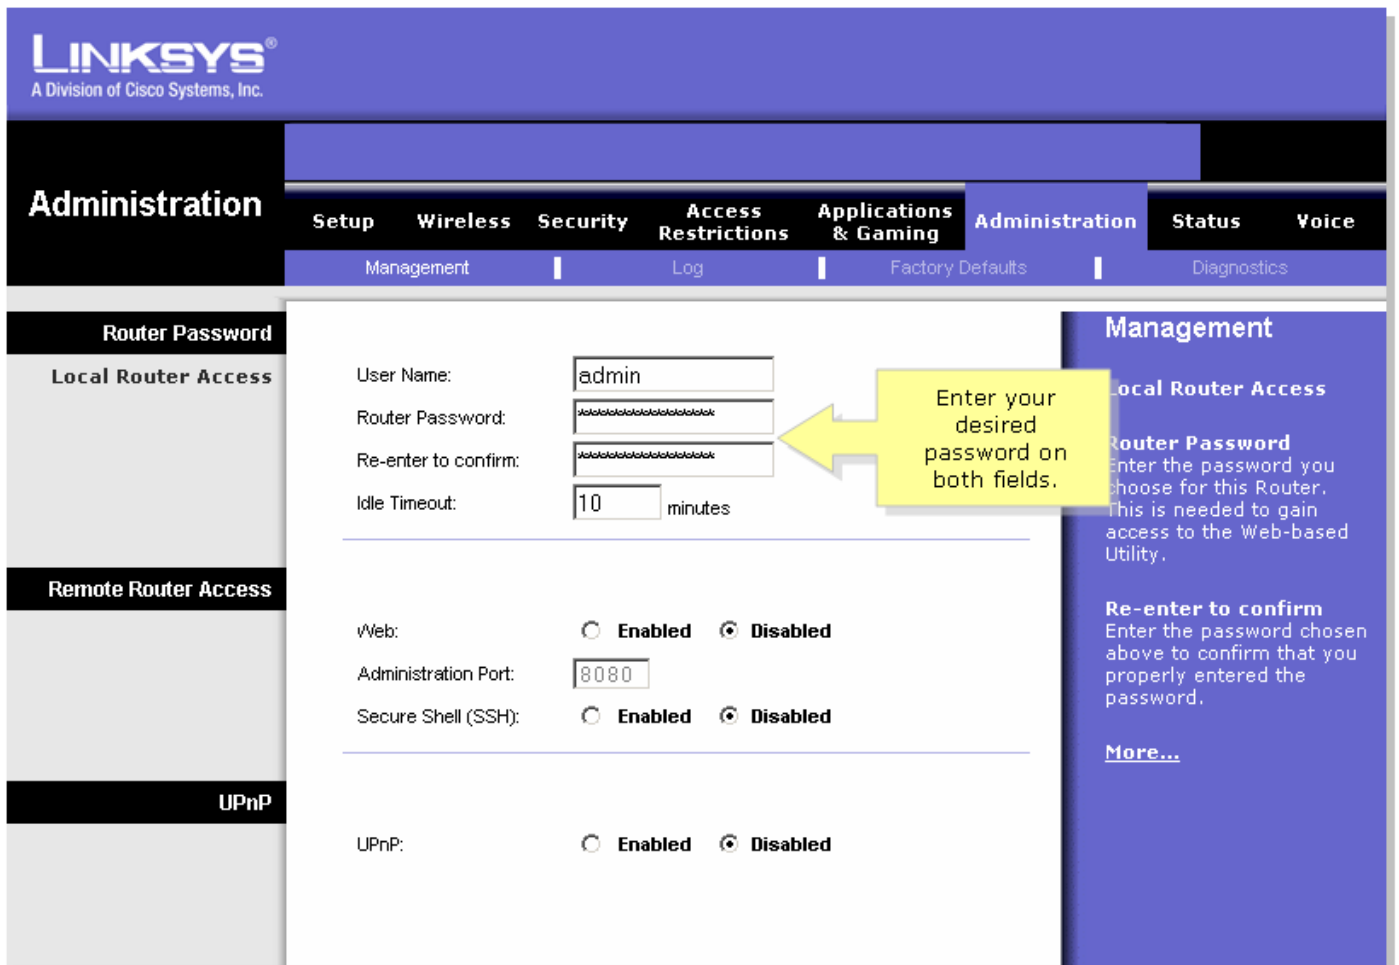 LINKSYS®
A Division of Cisco Systems, Inc.
Administration
Setup
Wireless
Security
Access
Restrictions
Applications
& Gaming
Administration
Status
Voice
Management
Log
Factory Defaults
Diagnostics
Router Password
Local Router Access
User Name:
admin
Router Password:
*******************
Re-enter to confirm:
*******************
Idle Timeout:
10 minutes
Enter your
desired
password on
both fields.
Remote Router Access
Web:
Enabled
Disabled
Administration Port:
8080
Secure Shell (SSH):
Enabled
Disabled
UPnP
UPnP:
Enabled
Disabled
Management
Local Router Access
Router Password
Enter the password you
choose for this Router.
This is needed to gain
access to the Web-based
Utility.
Re-enter to confirm
Enter the password chosen
above to confirm that you
properly entered the
password.
More...